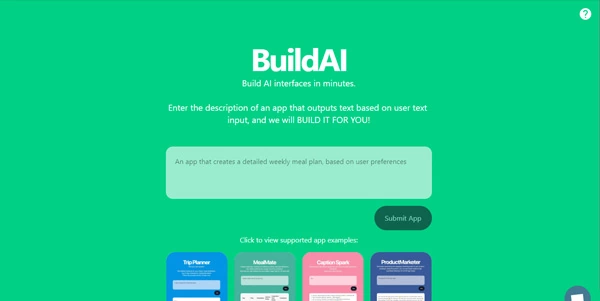 ?
BuildAI
Build AI interfaces in minutes.
Enter the description of an app that outputs text based on user text
input, and we will BUILD IT FOR YOU!
An app that creates a detailed weekly meal plan, based on user preferences
Submit App
Click to view supported app examples:
Trip Planner
MealMate
Caption Spark
ProductMarketer